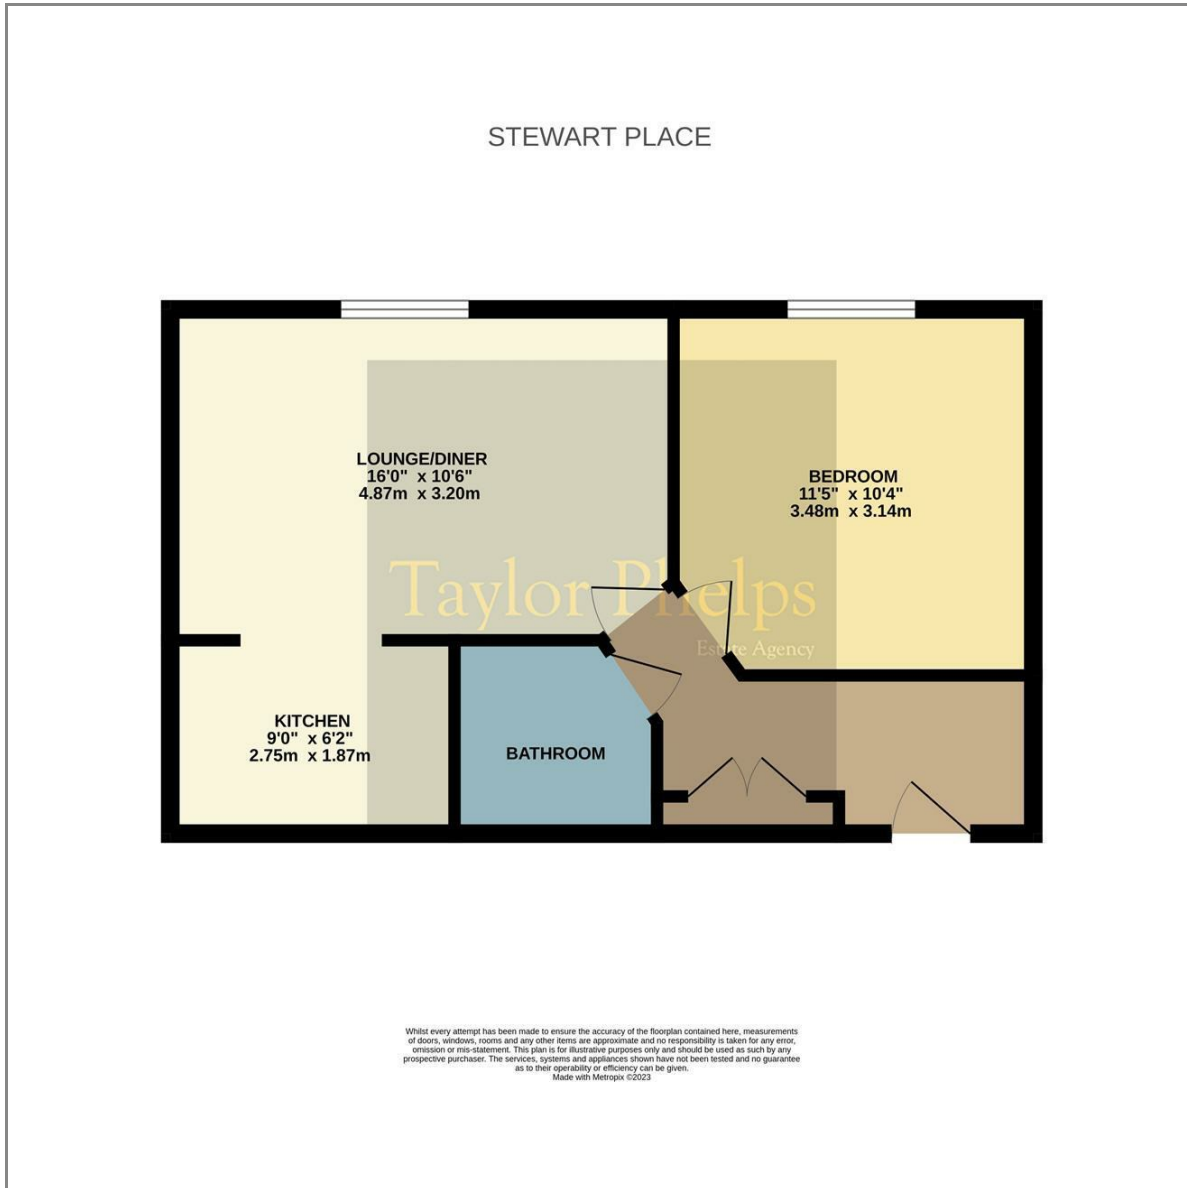 STEWART PLACE
LOUNGE/DINER
16'0" x 10'6"
4.87m x 3.20m
BEDROOM
11'5" x 10'4"
3.48m x 3.14m
Taylor Phelps
Estate Agency
KITCHEN
9'0" x 6'2"
2.75m x 1.87m
BATHROOM
Whilst every attempt has been made to ensure the accuracy of the floorplan contained here, measurements
of doors, windows, rooms and any other items are approximate and no responsibility is taken for any error,
omission or mis-statement. This plan is for illustrative purposes only and should be used as such by any
prospective purchaser. The services, systems and appliances shown have not been tested and no guarantee
as to their operability or efficiency can be given.
Made with Metropix ©2023